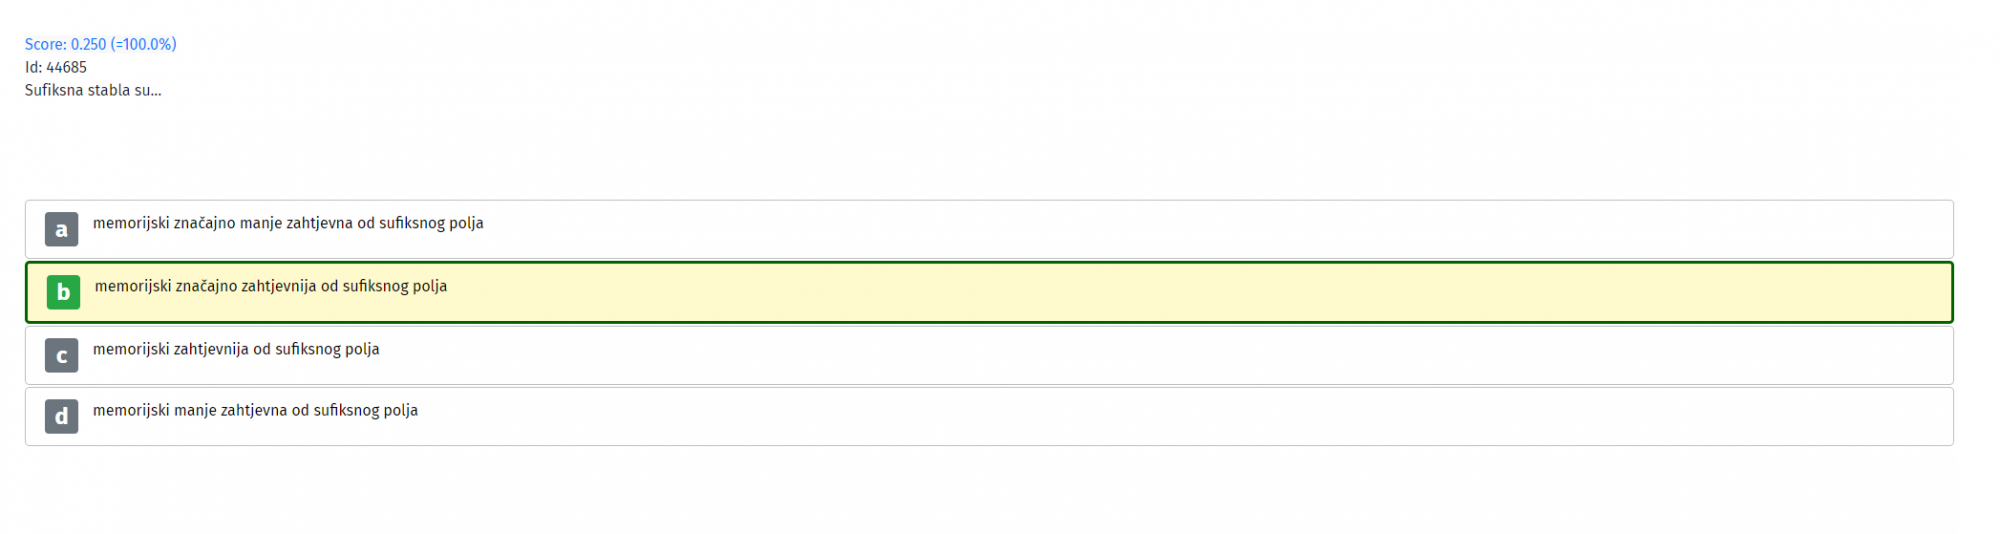 Score: 0.250 (=100.0%)
Id: 44685
Sufiksna stabla su...
a memorijski značajno manje zahtjevna od sufiksnog polja
b memorijski značajno zahtjevnija od sufiksnog polja
c memorijski zahtjevnija od sufiksnog polja
d memorijski manje zahtjevna od sufiksnog polja